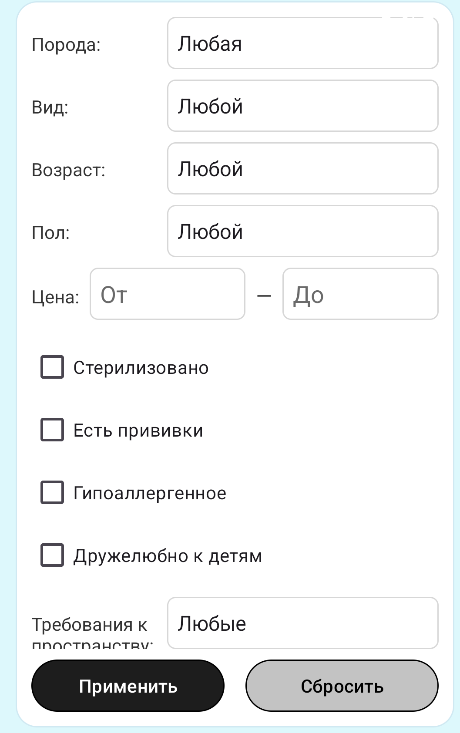 Порода: Любая
Вид: Любой
Возраст: Любой
Пол: Любой
Цена: От – До
Стерилизовано
Есть прививки
Гипоаллергенное
Дружелюбно к детям
Требования к Любые
пространству:
Применить Сбросить